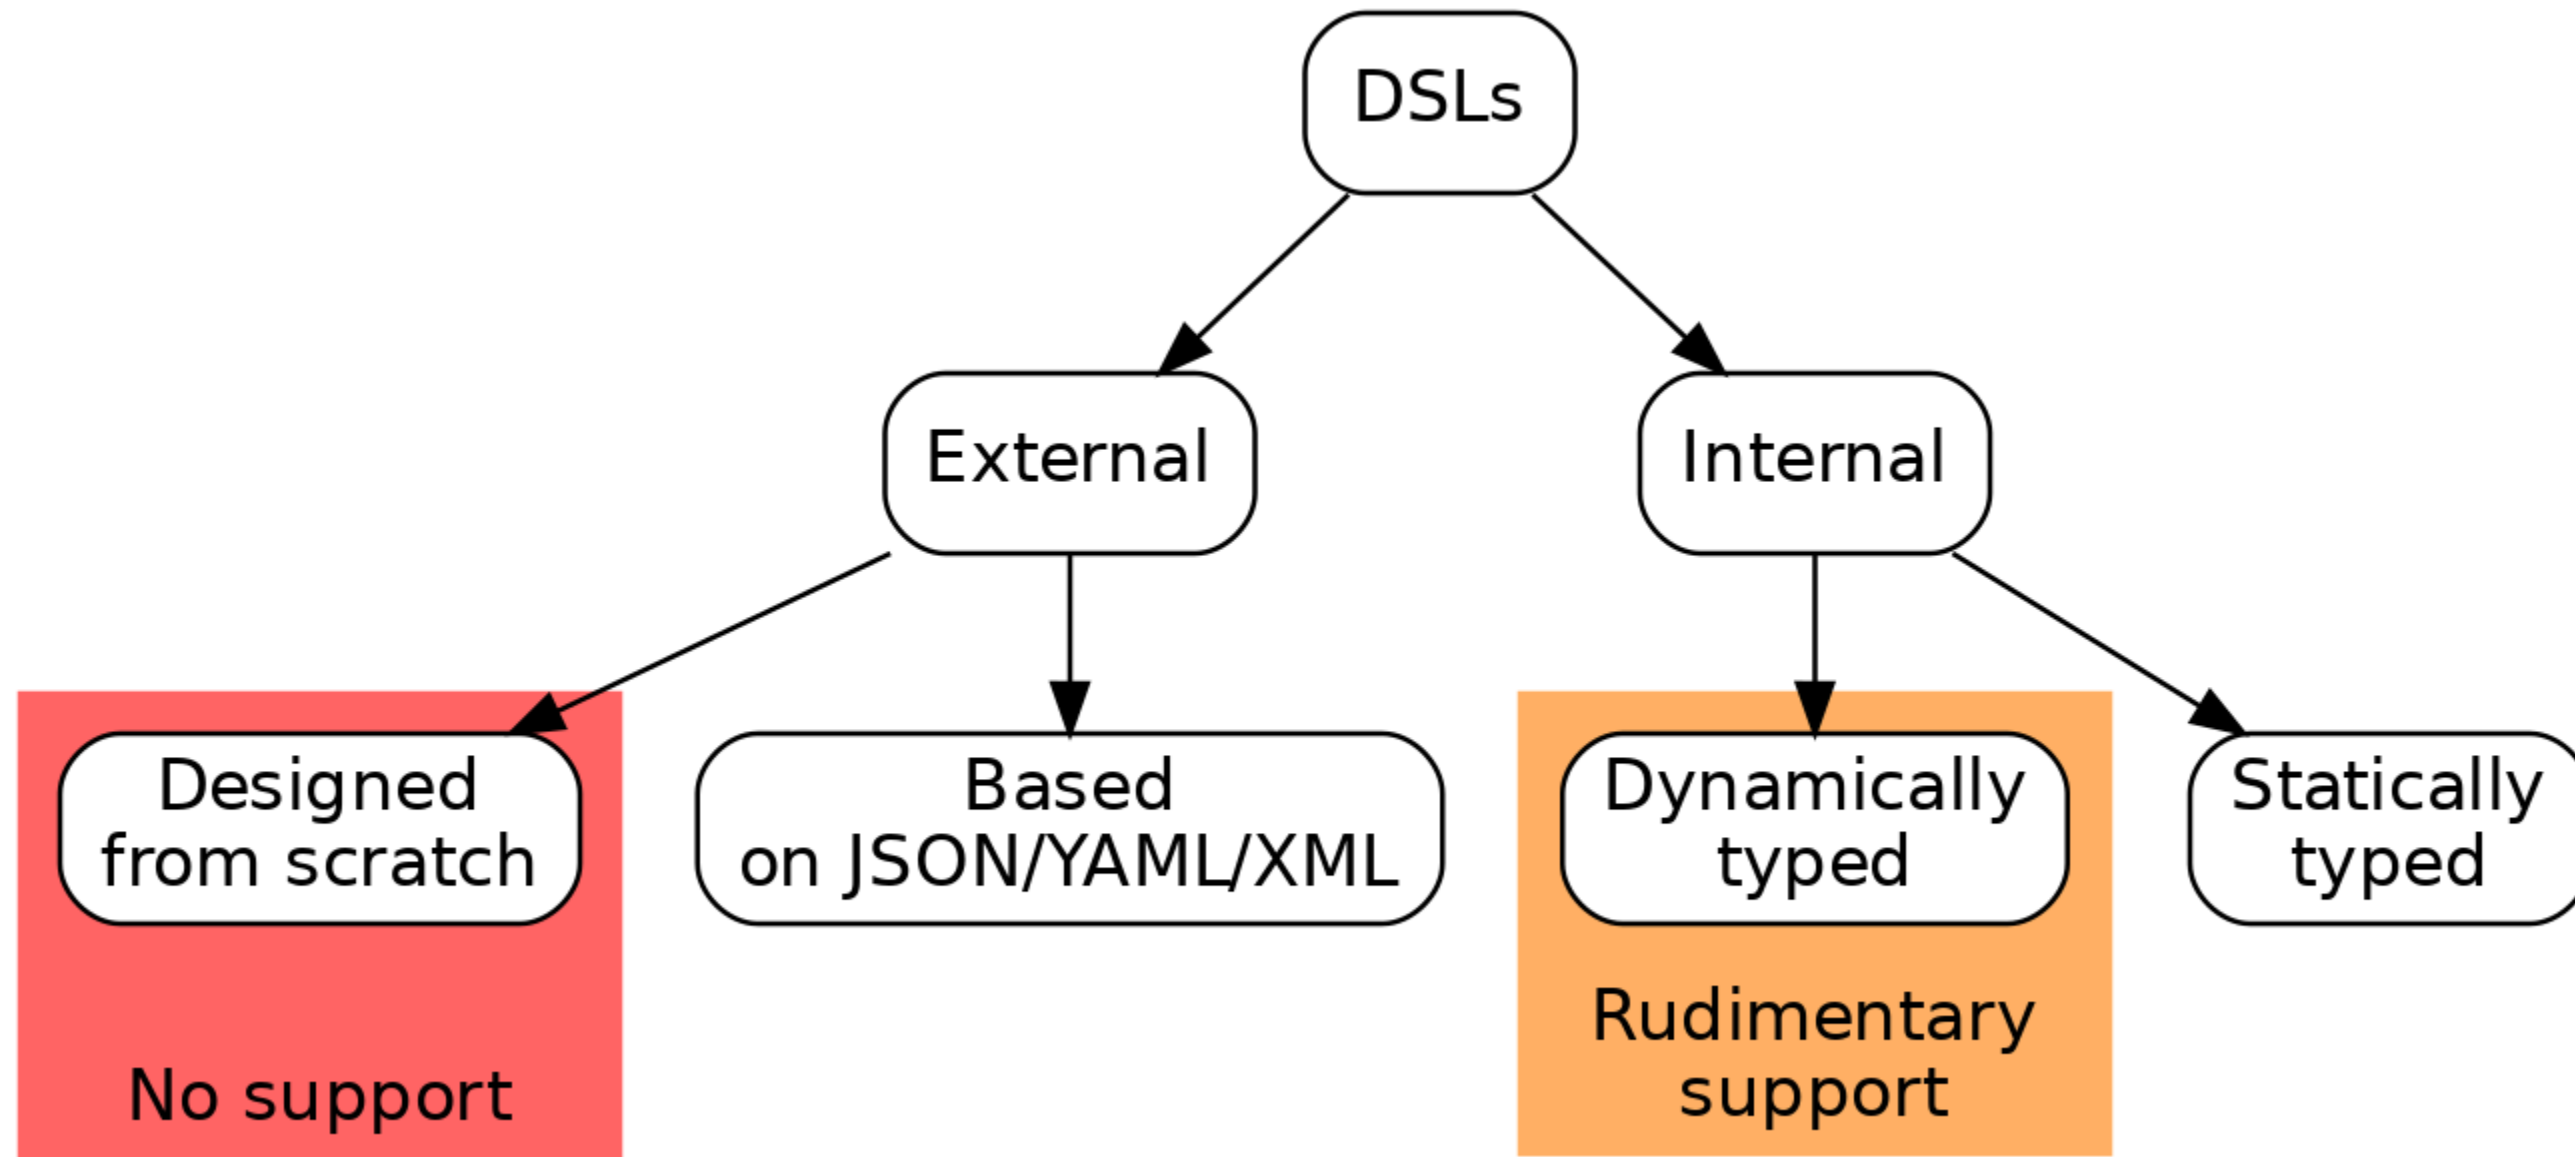 DSLs
External
Internal
Designed
from scratch
Based
on JSON/YAML/XML
Dynamically
typed
Statically
typed
No support
Rudimentary
support